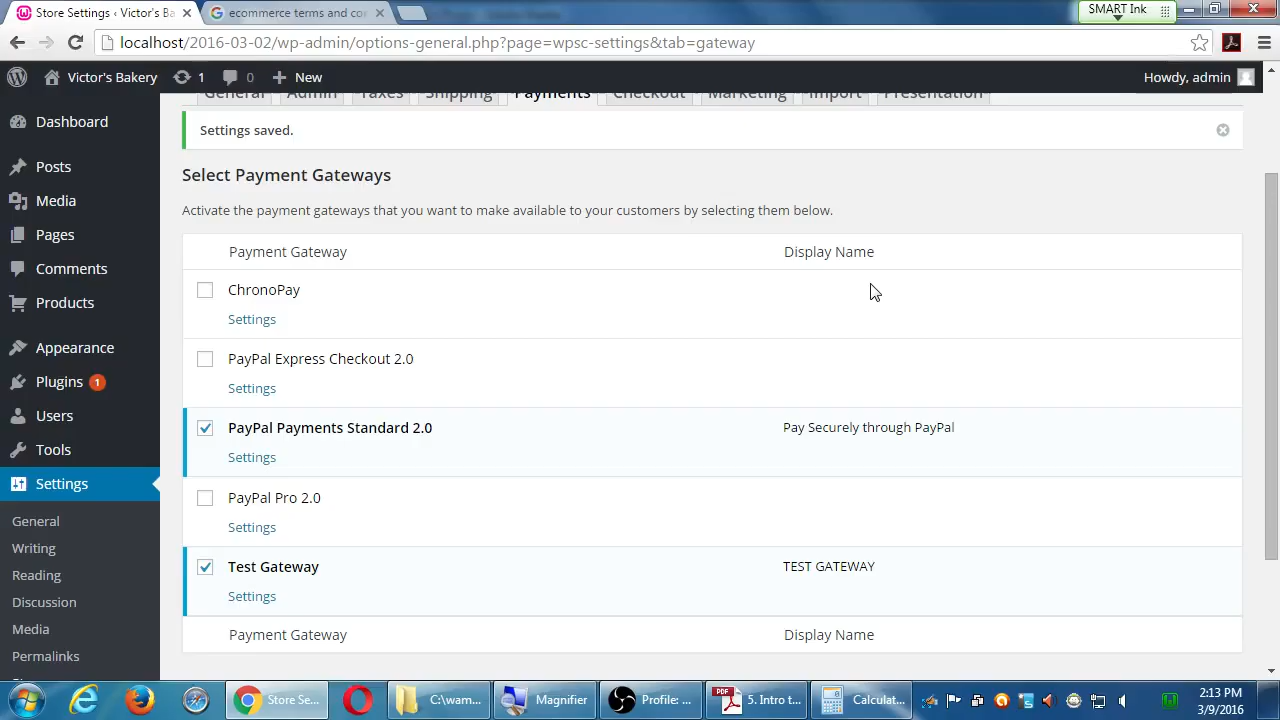 SMART Ink
Store Settings ‹ Victor's Ba
ecommerce terms and co
localhost/2016-03-02/wp-admin/options-general.php?page=wpsc-settings&tab=gateway
Victor's Bakery
1
0
New
Howdy, admin
General
Admin
Taxes
Shipping
Payments
Checkout
Marketing
Import
Presentation
Dashboard
Posts
Media
Pages
Comments
Products
Appearance
Plugins 1
Users
Tools
Settings
General
Writing
Reading
Discussion
Media
Permalinks
Settings saved.
Select Payment Gateways
Activate the payment gateways that you want to make available to your customers by selecting them below.
Payment Gateway
Display Name
ChronoPay
Settings
PayPal Express Checkout 2.0
Settings
PayPal Payments Standard 2.0
Pay Securely through PayPal
Settings
PayPal Pro 2.0
Settings
Test Gateway
TEST GATEWAY
Settings
Payment Gateway
Display Name
Store Se...
C:\wam...
Magnifier
Profile: ...
5. Intro t...
Calculat...
2:13 PM
3/9/2016